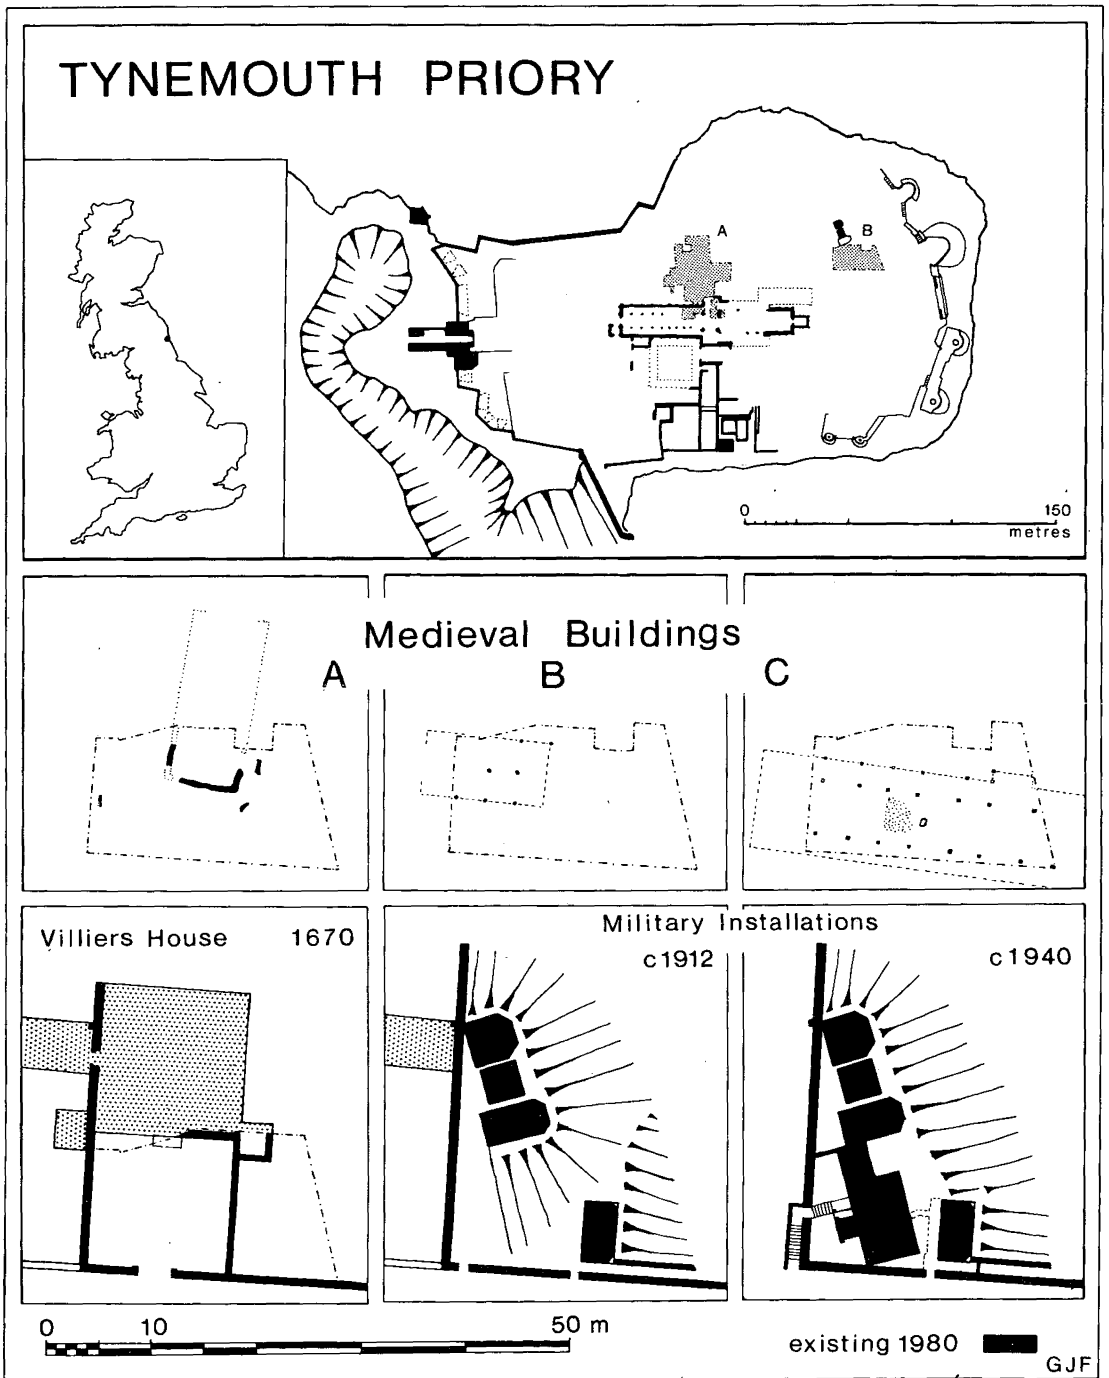 TYNEMOUTH PRIORY
A
B
0 150
metres
Medieval Buildings
A B C
Villiers House 1670
Military Installations
c1912
c1940
0 10 50 m
existing 1980
GJF